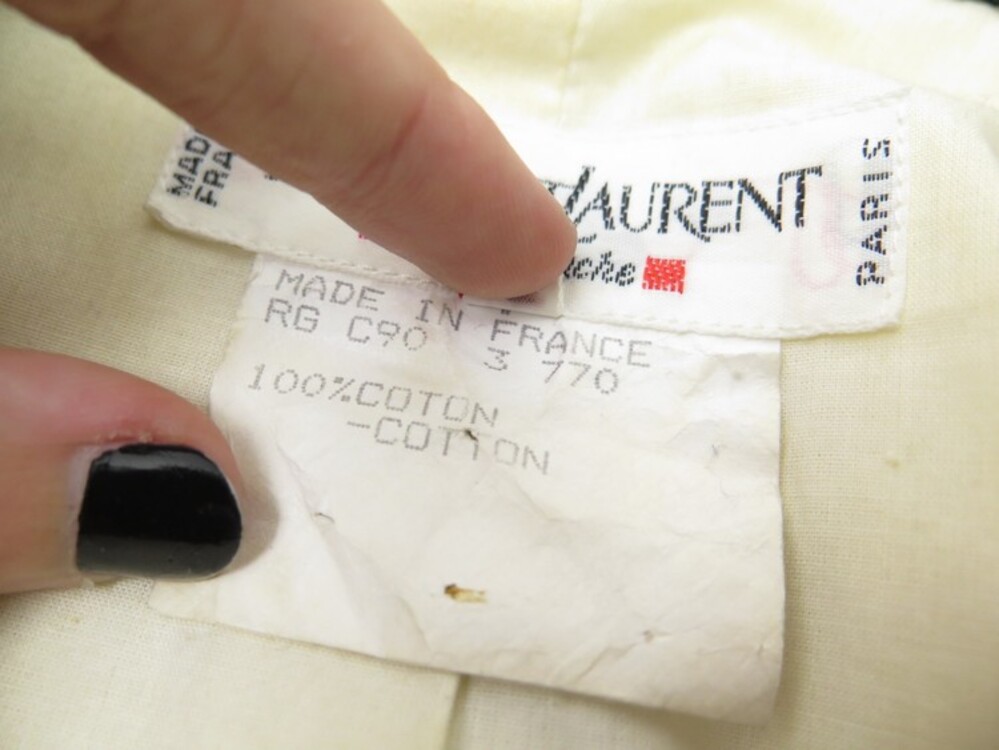 MADE
FRA
LAURENT
PARIS
MADE IN FRANCE
RG C90 3 770
100%COTON
-COTTON